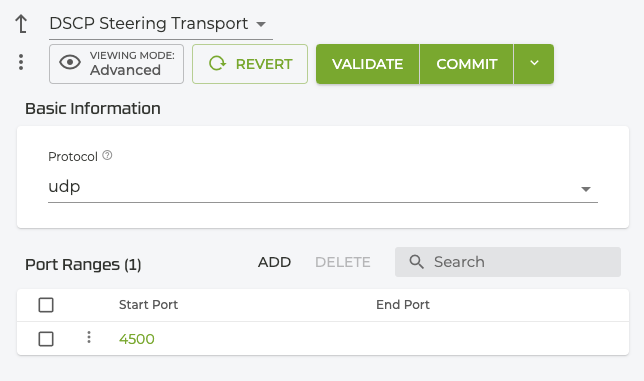 DSCP Steering Transport
VIEWING MODE:
Advanced
REVERT
VALIDATE
COMMIT
Basic Information
Protocol
udp
Port Ranges (1)
ADD
DELETE
Search
Start Port
End Port
4500